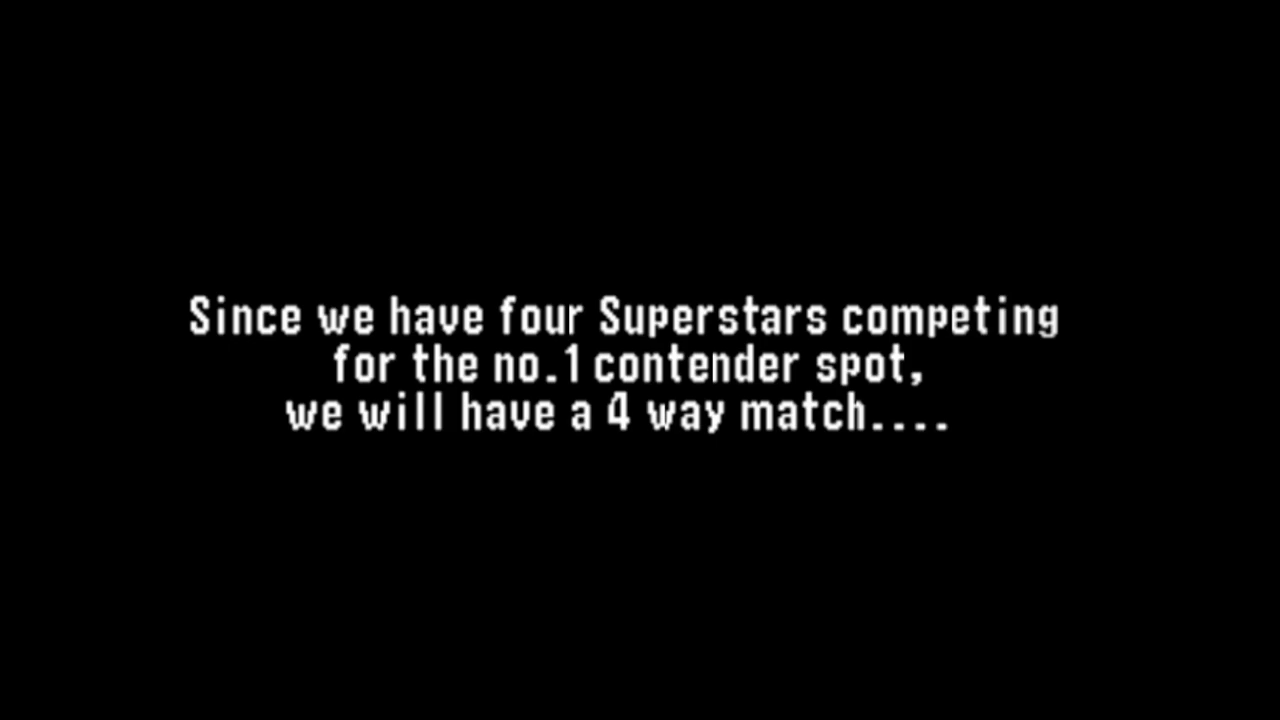 Since we have four Superstars competing
for the no.1 contender spot,
we will have a 4 way match....